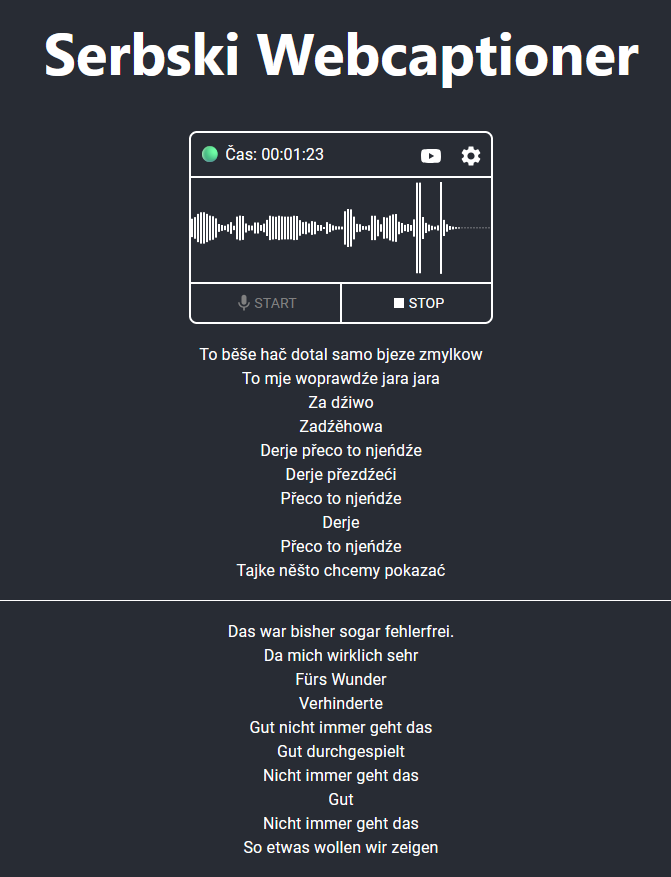 Serbski Webcaptioner
Čas: 00:01:23
START
STOP
To běše hač dotal samo bjeze zmylkow
To mje woprawdźe jara jara
Za dźiwo
Zadźěhowa
Derje přeco to njeńdźe
Derje přezdźeći
Přeco to njeńdźe
Derje
Přeco to njeńdźe
Tajke něšto chcemy pokazać
Das war bisher sogar fehlerfrei.
Da mich wirklich sehr
Fürs Wunder
Verhinderte
Gut nicht immer geht das
Gut durchgespielt
Nicht immer geht das
Gut
Nicht immer geht das
So etwas wollen wir zeigen